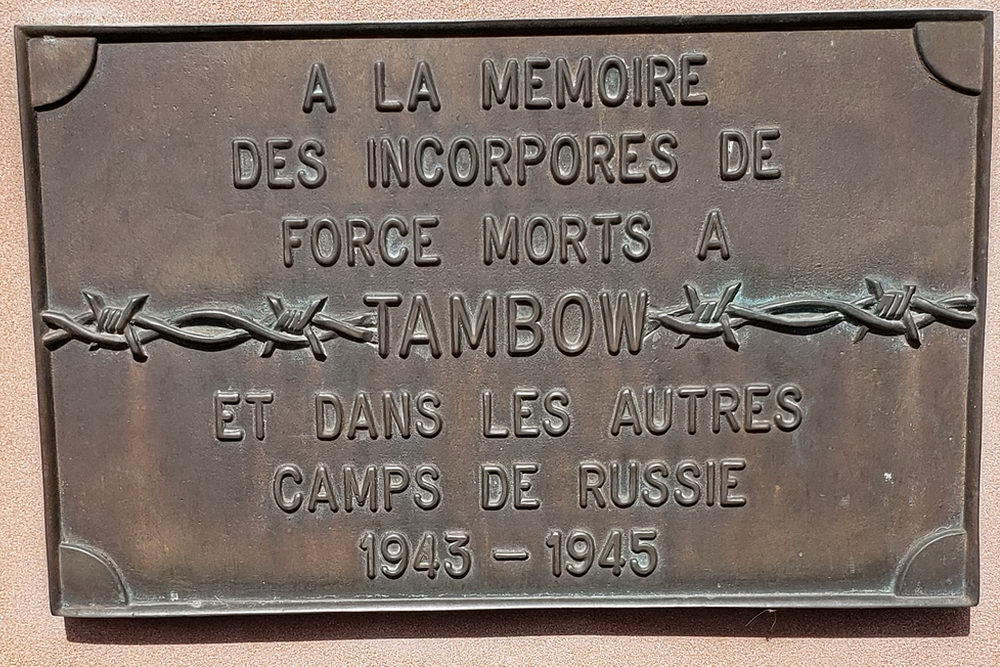 A LA MEMOIRE
DES INCORPORES DE
FORCE MORTS A
TAMBOW
ET DANS LES AUTRES
CAMPS DE RUSSIE
1943 – 1945